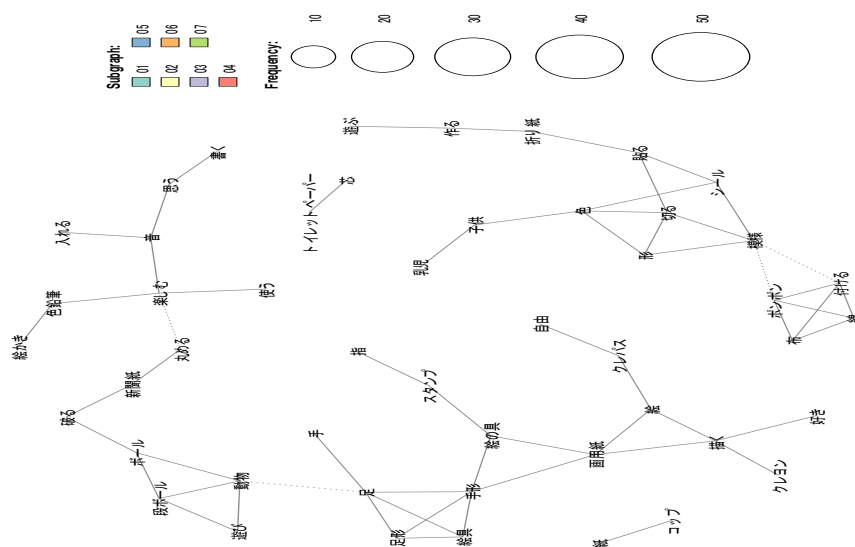 Subgraph:
01
02
03
04
05
06
07
Frequency:
10
20
30
40
50
遊ぶ
作る
折り紙
貼る
シール
トイレットペーパー
芯
子供
乳児
色
切る
形
模様
ポンポン
付ける
布
書く
思う
音
入れる
楽しむ
色鉛筆
絵かき
使う
丸める
新聞紙
破る
ボール
段ボール
動物
遊び
指
スタンプ
手
絵の具
足
手形
足形
絵具
自由
クレパス
絵
画用紙
描く
好き
クレヨン
紙
コップ